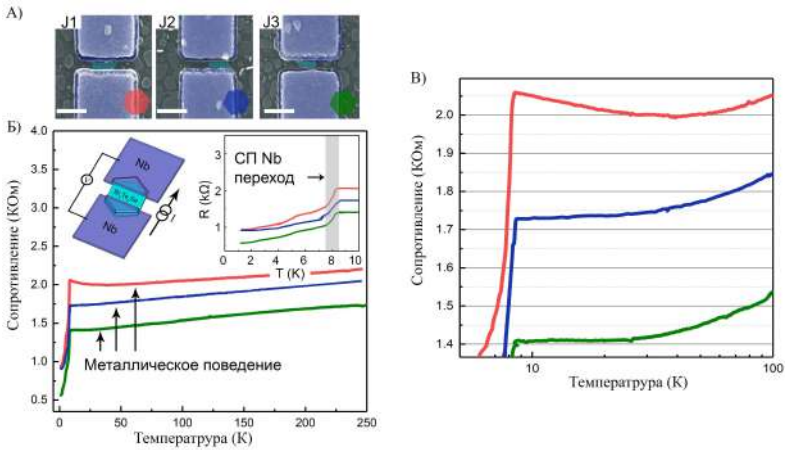 А)
J1 J2 J3
Б)
Сопротивление (КОм)
4.0
3.5
3.0
2.5
2.0
1.5
1.0
0.5
Nb
Nb
I
R (kΩ)
3
2
1
СП Nb
переход
0 2 4 6 8 10
T (K)
Металлическое поведение
0 50 100 150 200 250
Температрура (К)
В)
Сопротивление (КОм)
2.0
1.9
1.8
1.7
1.6
1.5
1.4
10 100
Температрура (К)